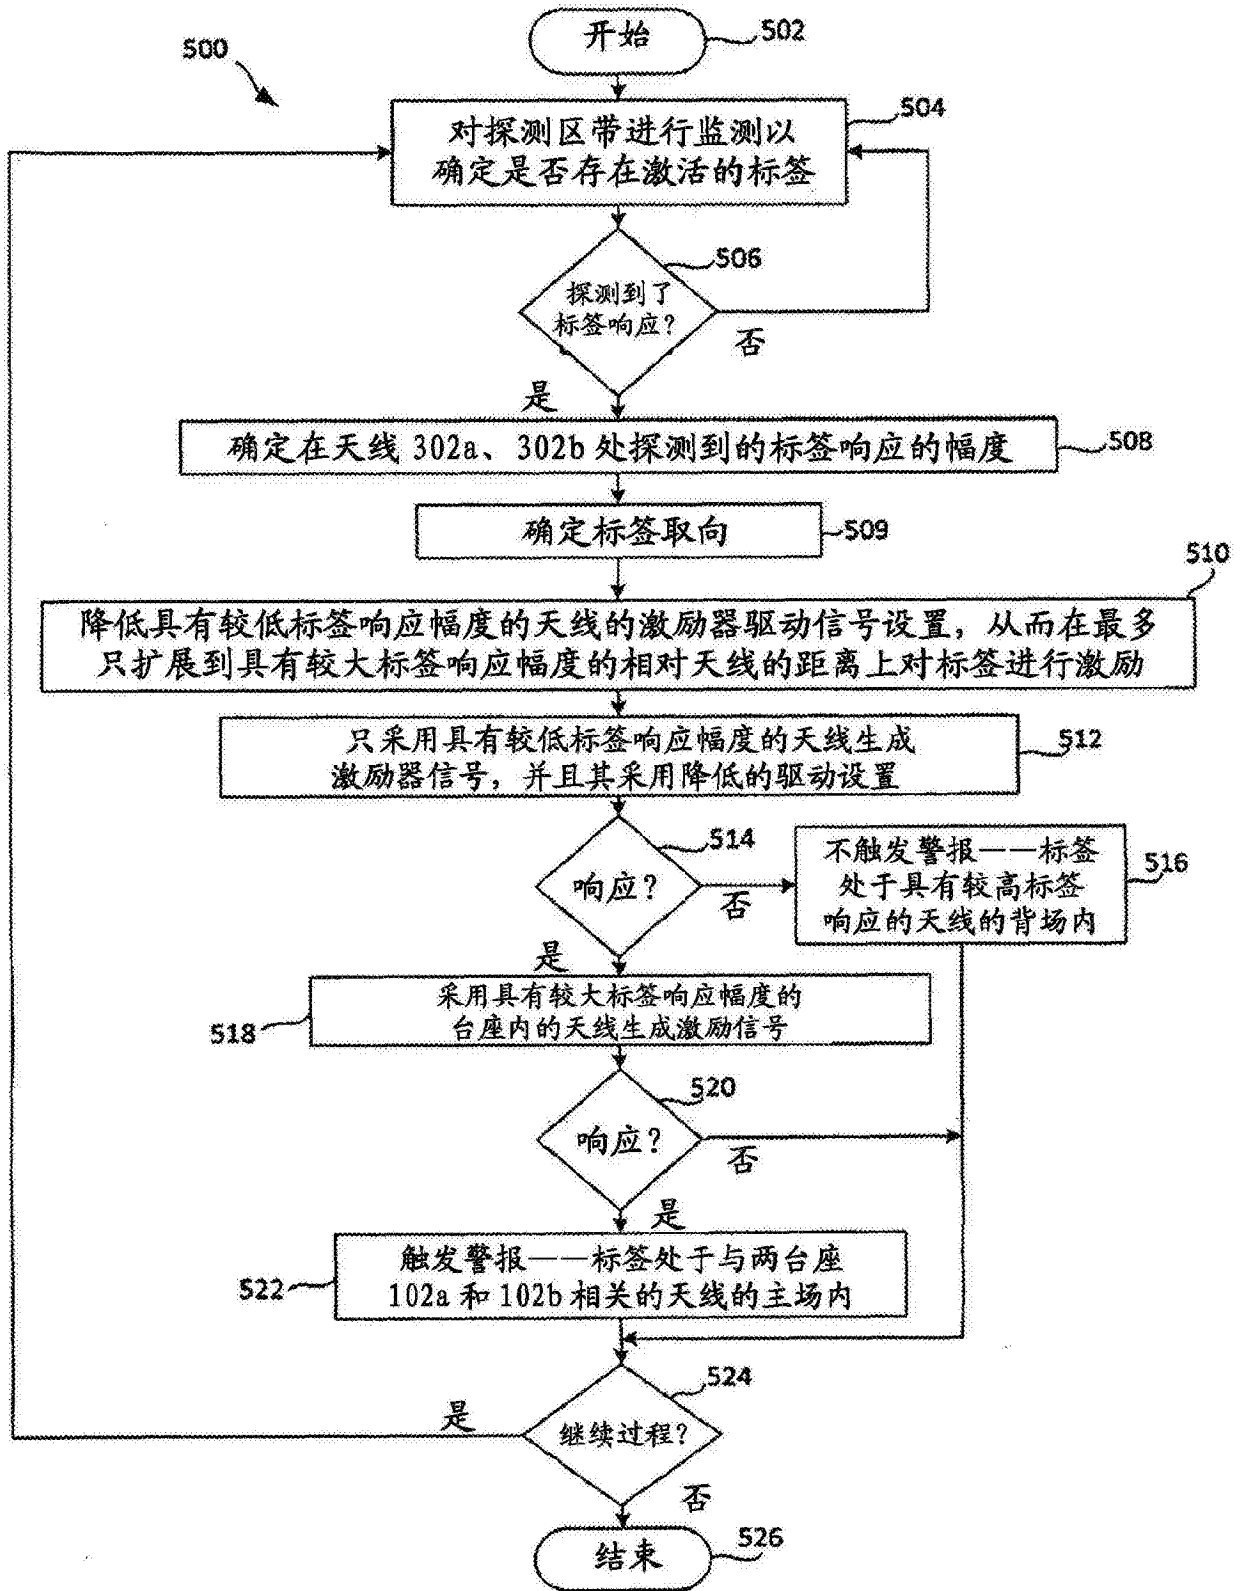 开始
502
500
504
对探测区带进行监测以
确定是否存在激活的标签
506
探测到了
标签响应?
否
是
确定在天线 302a、302b 处探测到的标签响应的幅度
508
确定标签取向
509
510
降低具有较低标签响应幅度的天线的激励器驱动信号设置，从而在最多
只扩展到具有较大标签响应幅度的相对天线的距离上对标签进行激励
只采用具有较低标签响应幅度的天线生成
激励器信号，并且其采用降低的驱动设置
512
514
响应?
否
是
不触发警报——标签
处于具有较高标签
响应的天线的背场内
516
采用具有较大标签响应幅度的
台座内的天线生成激励信号
518
520
响应?
否
是
触发警报——标签处于与两台座
102a 和 102b 相关的天线的主场内
522
524
继续过程?
是
否
结束
526